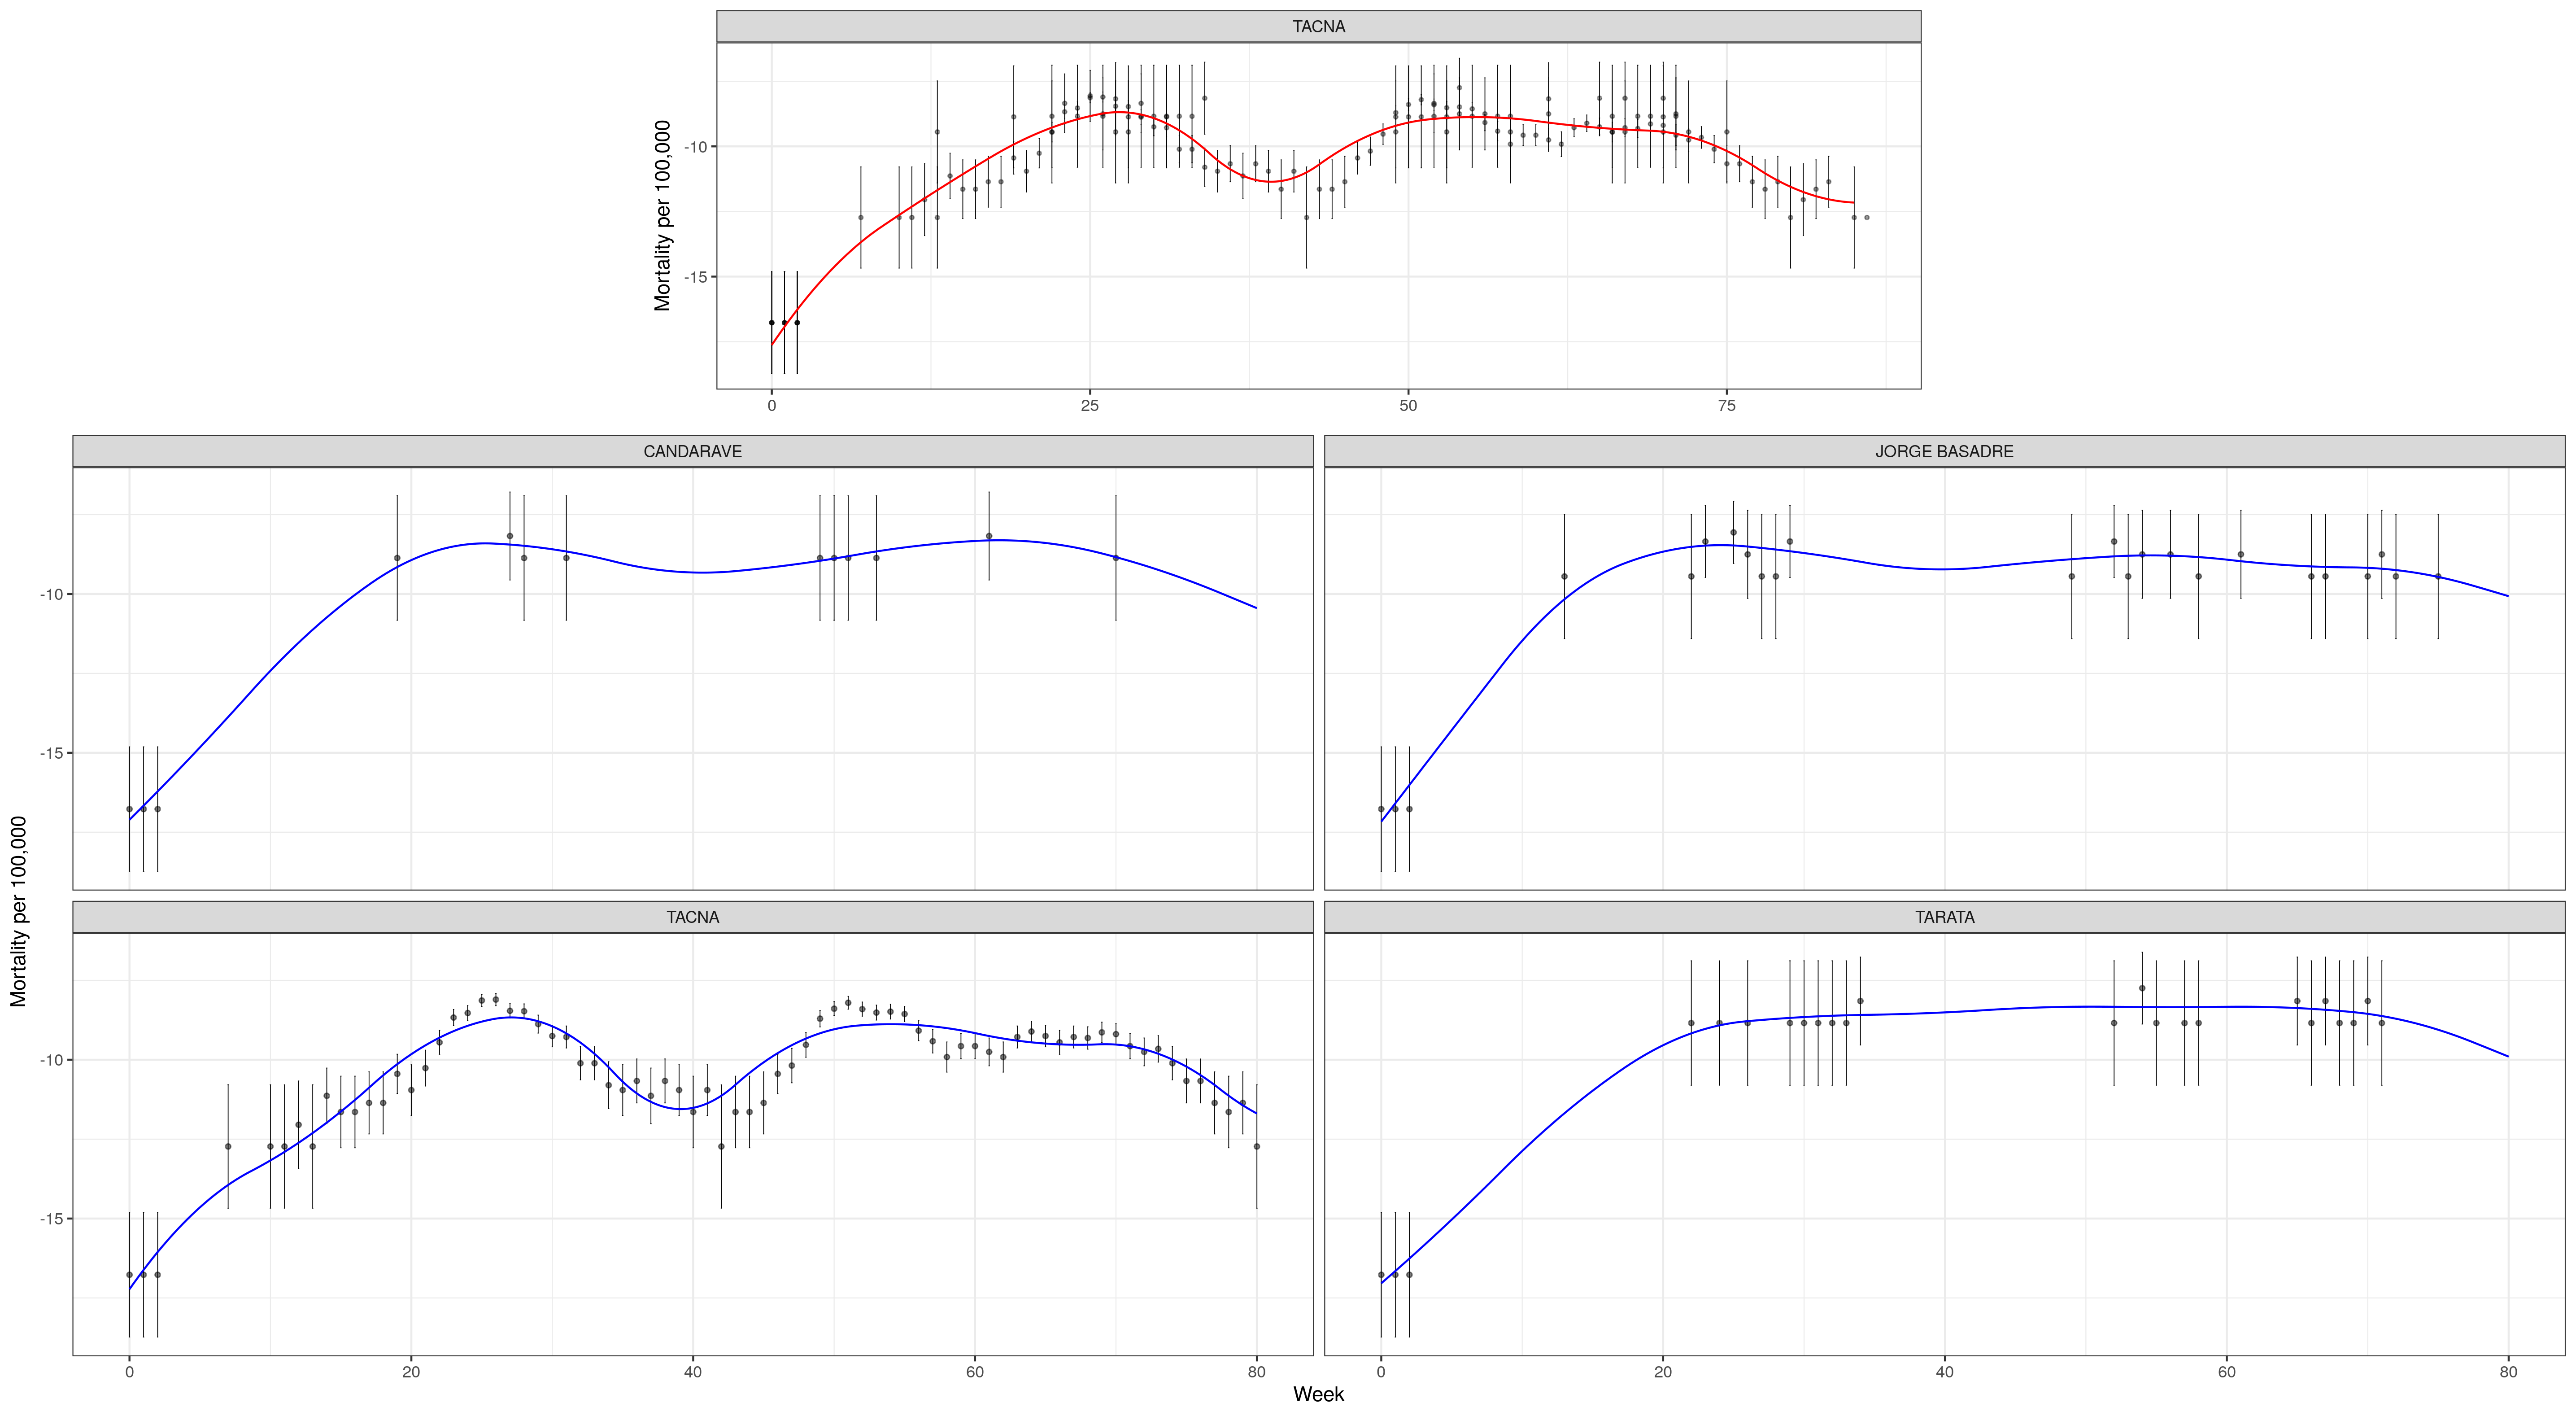 TACNA
Mortality per 100,000
-10
-15
0 25 50 75
CANDARAVE JORGE BASADRE
-10
-15
Mortality per 100,000
TACNA TARATA
-10
-15
0 20 40 60 80 0 20 40 60 80
Week